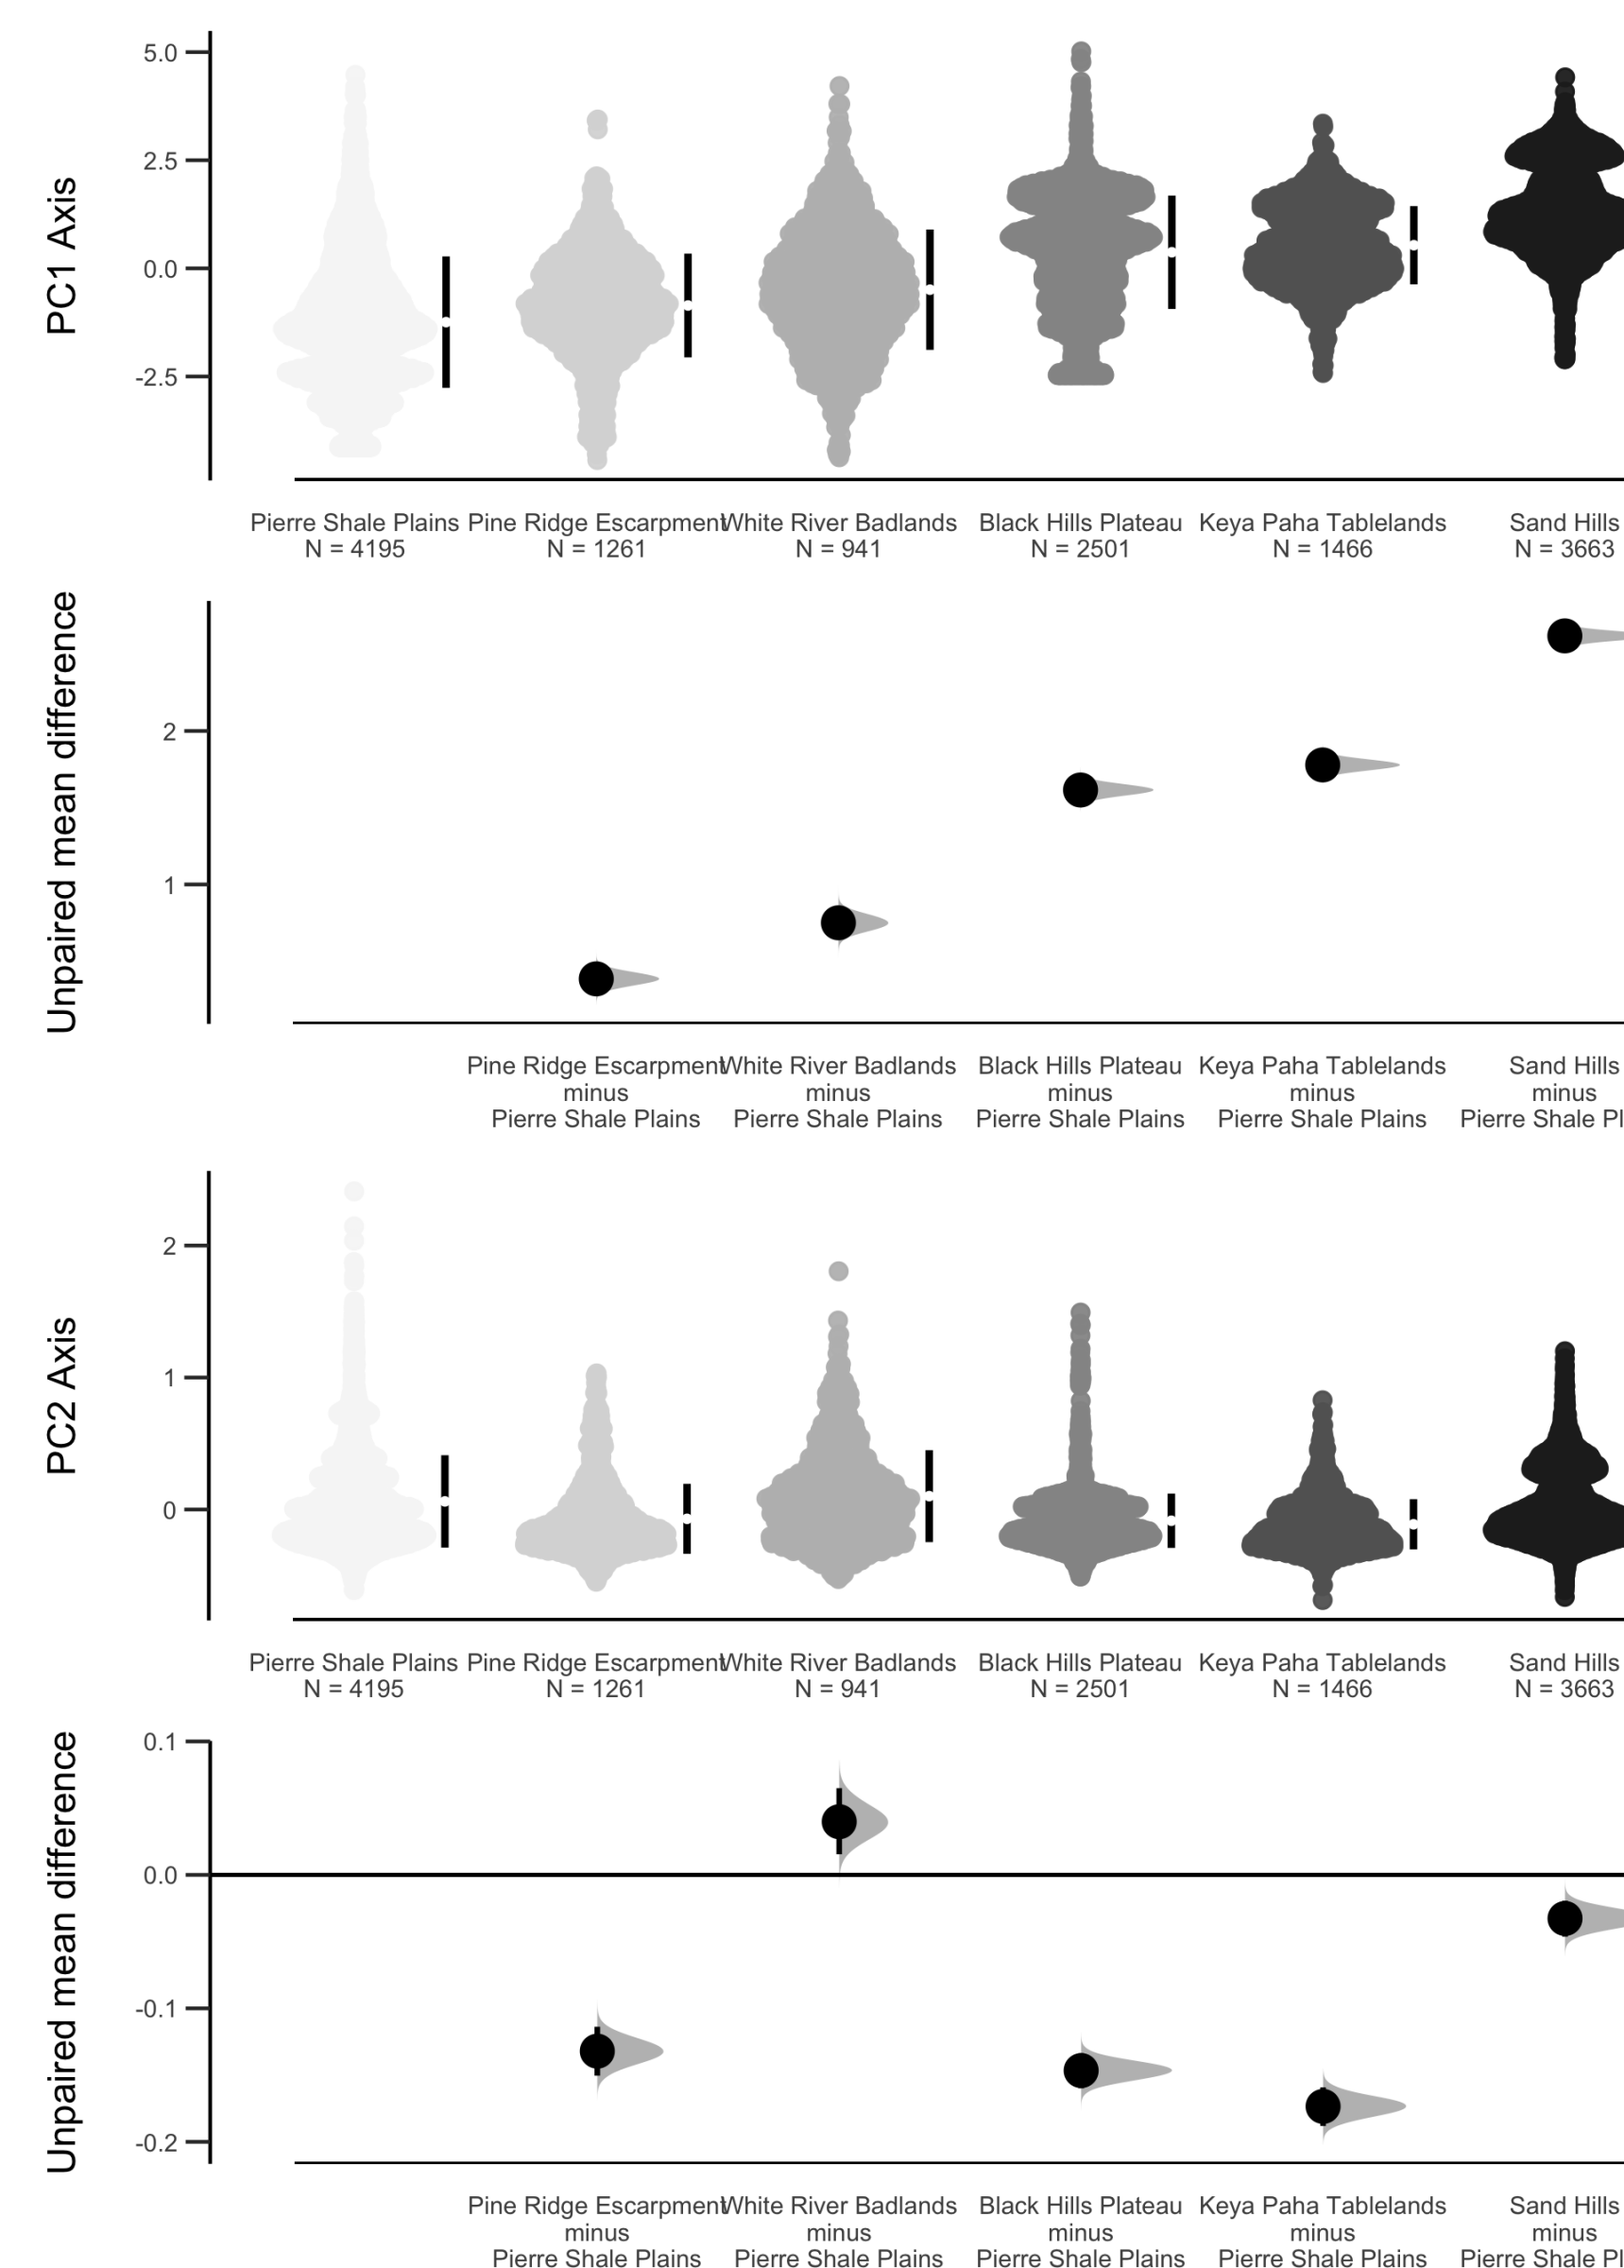 PC1 Axis
5.0
2.5
0.0
-2.5
Pierre Shale Plains Pine Ridge Escarpment White River Badlands Black Hills Plateau Keya Paha Tablelands Sand Hills
N = 4195 N = 1261 N = 941 N = 2501 N = 1466 N = 3663
Unpaired mean difference
2
1
Pine Ridge Escarpment White River Badlands Black Hills Plateau Keya Paha Tablelands Sand Hills
minus minus minus minus minus
Pierre Shale Plains Pierre Shale Plains Pierre Shale Plains Pierre Shale Plains Pierre Shale Pl
PC2 Axis
2
1
0
Pierre Shale Plains Pine Ridge Escarpment White River Badlands Black Hills Plateau Keya Paha Tablelands Sand Hills
N = 4195 N = 1261 N = 941 N = 2501 N = 1466 N = 3663
Unpaired mean difference
0.1
0.0
-0.1
-0.2
Pine Ridge Escarpment White River Badlands Black Hills Plateau Keya Paha Tablelands Sand Hills
minus minus minus minus minus
Pierre Shale Plains Pierre Shale Plains Pierre Shale Plains Pierre Shale Plains Pierre Shale Pl